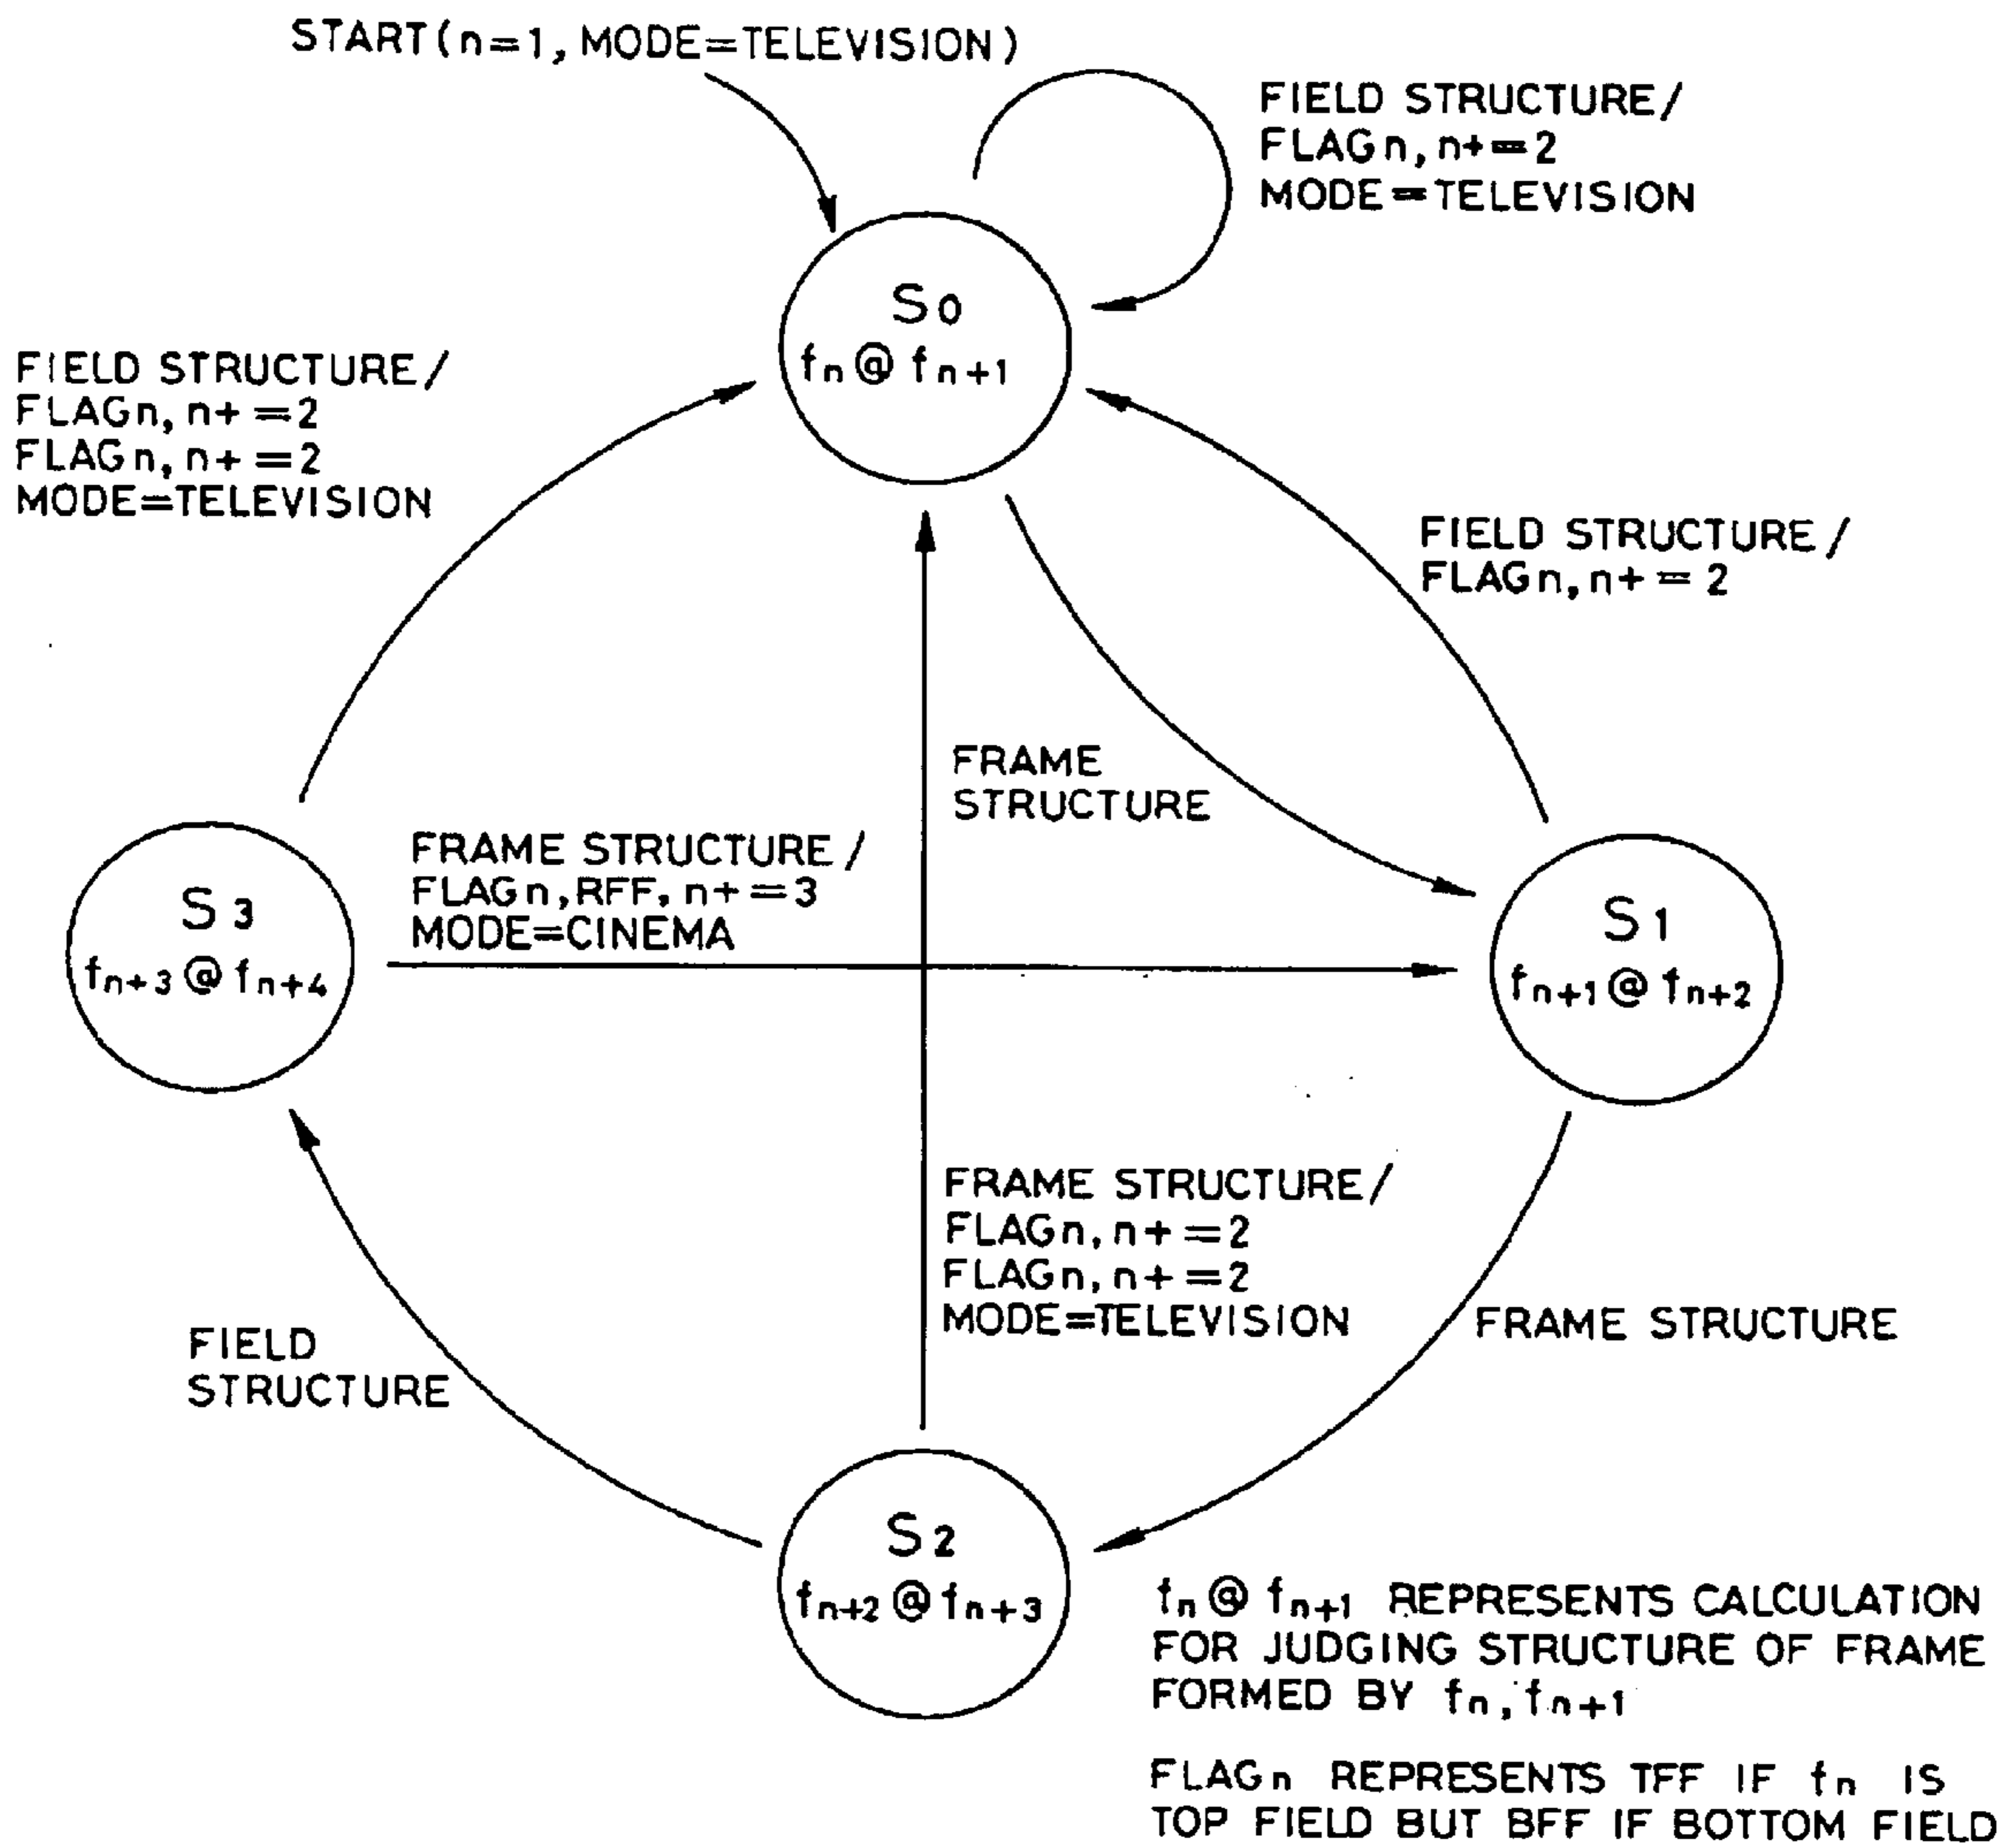 START(n=1, MODE=TELEVISION)
FIELD STRUCTURE/
FLAGn, n+=2
MODE=TELEVISION
S0
fn @ fn+1
FIELD STRUCTURE/
FLAGn, n+=2
FLAGn, n+=2
MODE=TELEVISION
FIELD STRUCTURE/
FLAGn, n+=2
FRAME
STRUCTURE
FRAME STRUCTURE/
FLAGn, RFF, n+=3
MODE=CINEMA
S3
fn+3 @ fn+4
S1
fn+1 @ fn+2
FRAME STRUCTURE/
FLAGn, n+=2
FLAGn, n+=2
MODE=TELEVISION
FRAME STRUCTURE
FIELD
STRUCTURE
S2
fn+2 @ fn+3
fn @ fn+1 REPRESENTS CALCULATION
FOR JUDGING STRUCTURE OF FRAME
FORMED BY fn, fn+1
FLAGn REPRESENTS TFF IF fn IS
TOP FIELD BUT BFF IF BOTTOM FIELD